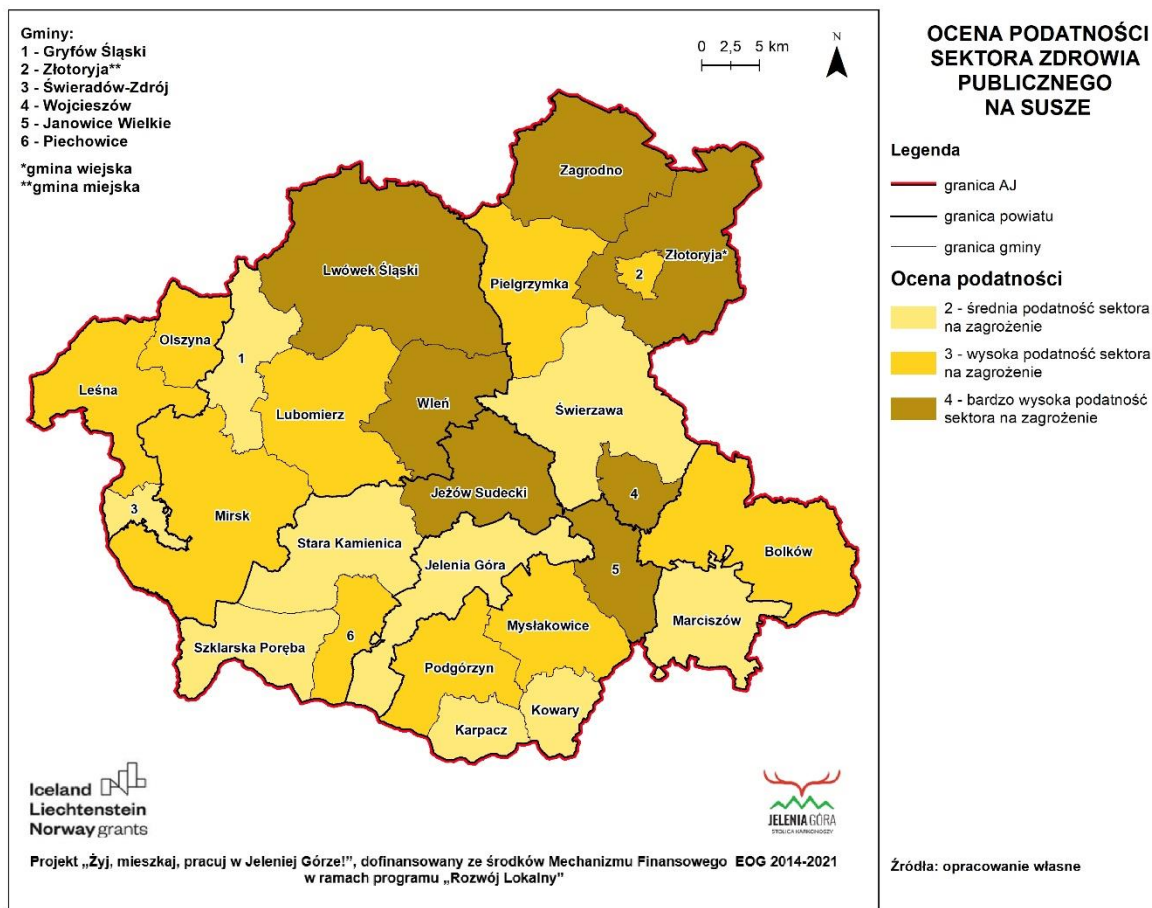 Gminy:
1 - Gryfów Śląski
2 - Złotoryja**
3 - Świeradów-Zdrój
4 - Wojcieszów
5 - Janowice Wielkie
6 - Piechowice
*gmina wiejska
**gmina miejska
0 2,5 5 km
N
Zagrodno
Lwówek Śląski
Złotoryja*
2
Pielgrzymka
Olszyna
1
Leśna
Lubomierz
Wleń
Świerzawa
Jeżów Sudecki
4
3
Mirsk
Stara Kamienica
Bolków
Jelenia Góra
5
Marciszów
Mysłakowice
6
Szklarska Poręba
Podgórzyn
Kowary
Karpacz
Iceland
Liechtenstein
Norway grants
JELENIA GÓRA
STOLICA KARKONOSZY
Projekt „Żyj, mieszkaj, pracuj w Jeleniej Górze!”, dofinansowany ze środków Mechanizmu Finansowego EOG 2014-2021
w ramach programu „Rozwój Lokalny”
OCENA PODATNOŚCI
SEKTORA ZDROWIA
PUBLICZNEGO
NA SUSZE
Legenda
granica AJ
granica powiatu
granica gminy
Ocena podatności
2 - średnia podatność sektora
na zagrożenie
3 - wysoka podatność sektora
na zagrożenie
4 - bardzo wysoka podatność
sektora na zagrożenie
Źródła: opracowanie własne